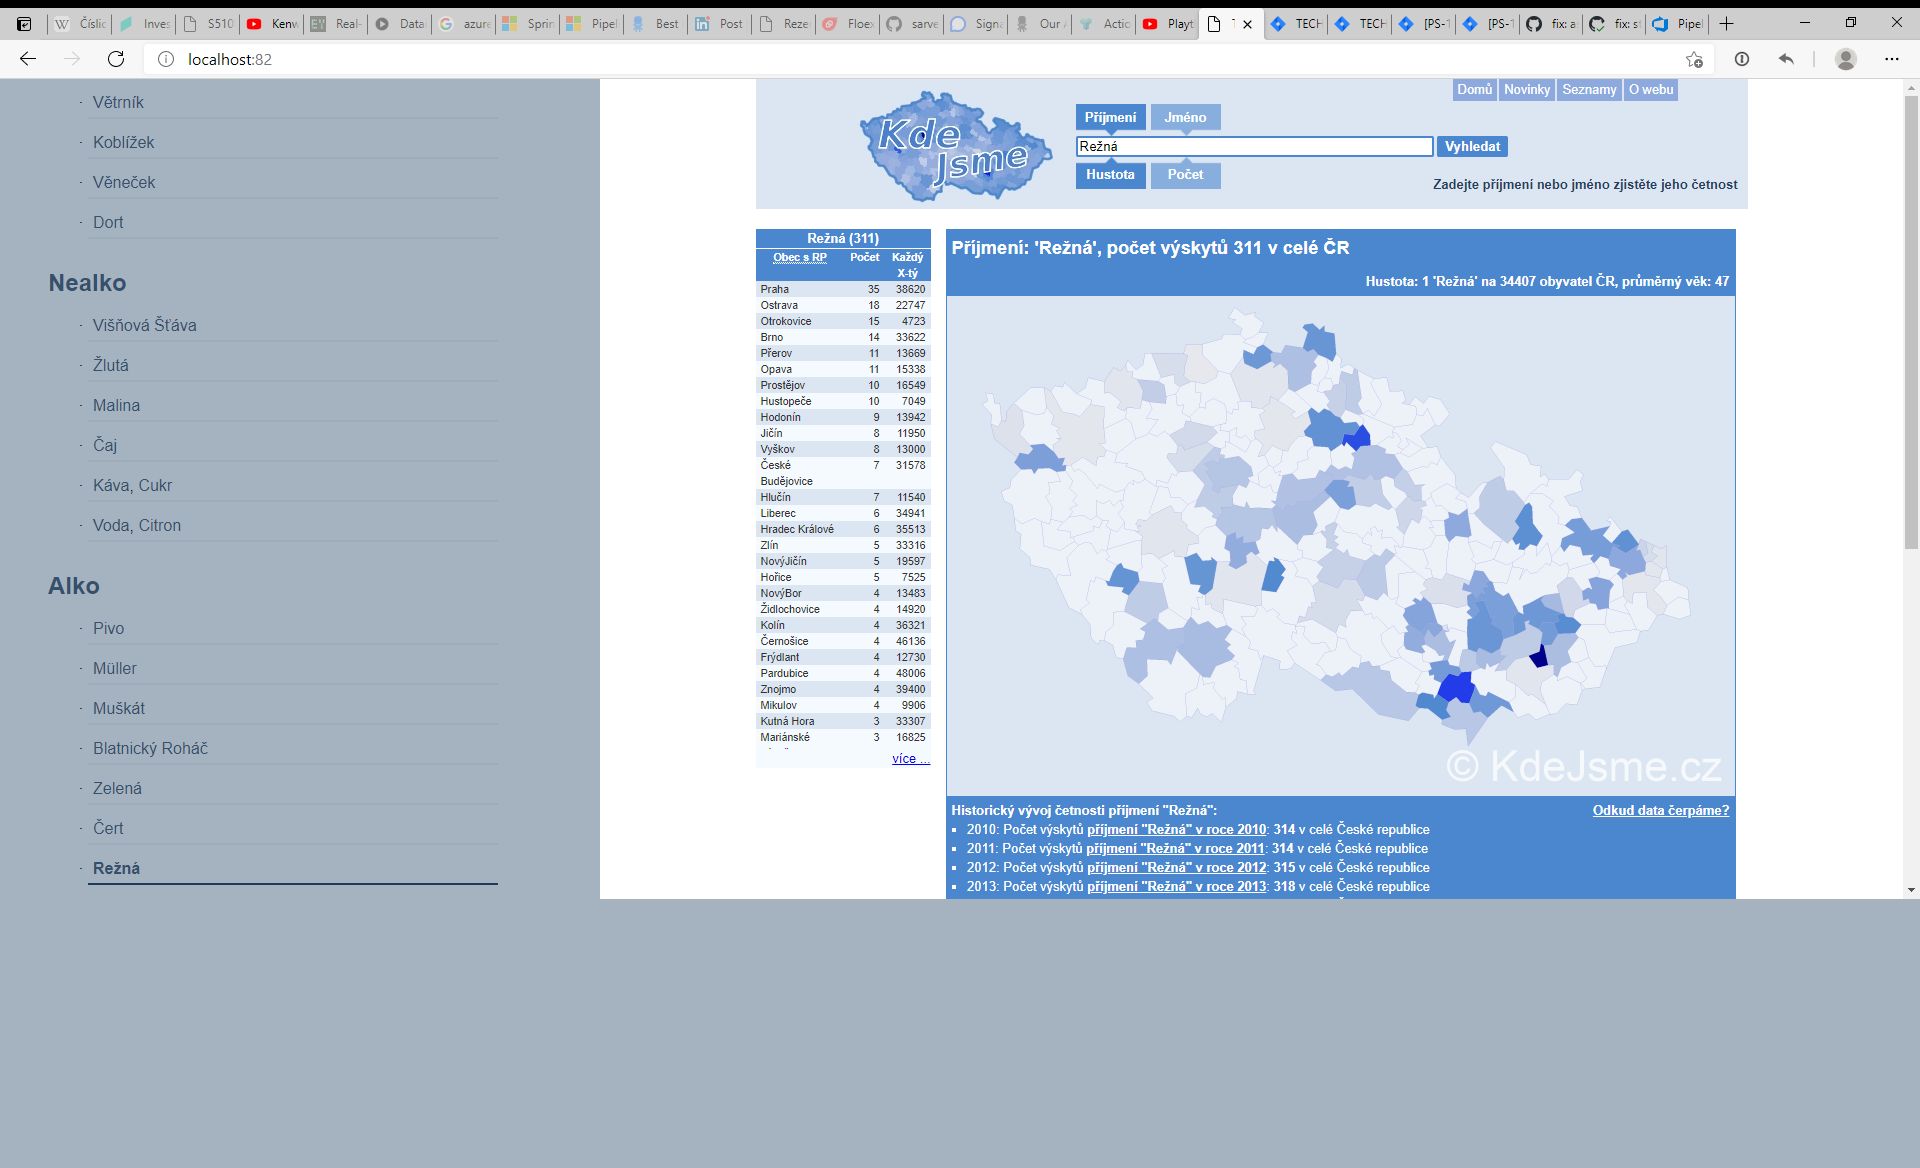 Číslic
Inves
S510
Kenw
Real-
Data
azure
Sprin
Pipel
Best
Post
Reze
Floex
sarve
Signa
Our A
Actio
Playt
TECH
TECH
[PS-1
[PS-1
fix: a
fix: s
Pipel
localhost:82
Větrník
Koblížek
Věneček
Dort
Nealko
Višňová Šťáva
Žlutá
Malina
Čaj
Káva, Cukr
Voda, Citron
Alko
Pivo
Müller
Muškát
Blatnický Roháč
Zelená
Čert
Režná
Domů Novinky Seznamy O webu
Kde
Jsme
Příjmení Jméno
Režná Vyhledat
Hustota Počet
Zadejte příjmení nebo jméno zjistěte jeho četnost
Režná (311)
Obec s RP Počet Každý
X-tý
Praha 35 38620
Ostrava 18 22747
Otrokovice 15 4723
Brno 14 33622
Přerov 11 13669
Opava 11 15338
Prostějov 10 16549
Hustopeče 10 7049
Hodonín 9 13942
Jičín 8 11950
Vyškov 8 13000
České 7 31578
Budějovice
Hlučín 7 11540
Liberec 6 34941
Hradec Králové 6 35513
Zlín 5 33316
NovýJičín 5 19597
Hořice 5 7525
NovýBor 4 13483
Židlochovice 4 14920
Kolín 4 36321
Černošice 4 46136
Frýdlant 4 12730
Pardubice 4 48006
Znojmo 4 39400
Mikulov 4 9906
Kutná Hora 3 33307
Mariánské 3 16825
více ...
Příjmení: 'Režná', počet výskytů 311 v celé ČR
Hustota: 1 'Režná' na 34407 obyvatel ČR, průměrný věk: 47
© KdeJsme.cz
Historický vývoj četnosti příjmení "Režná": Odkud data čerpáme?
2010: Počet výskytů příjmení "Režná" v roce 2010: 314 v celé České republice
2011: Počet výskytů příjmení "Režná" v roce 2011: 314 v celé České republice
2012: Počet výskytů příjmení "Režná" v roce 2012: 315 v celé České republice
2013: Počet výskytů příjmení "Režná" v roce 2013: 318 v celé České republice